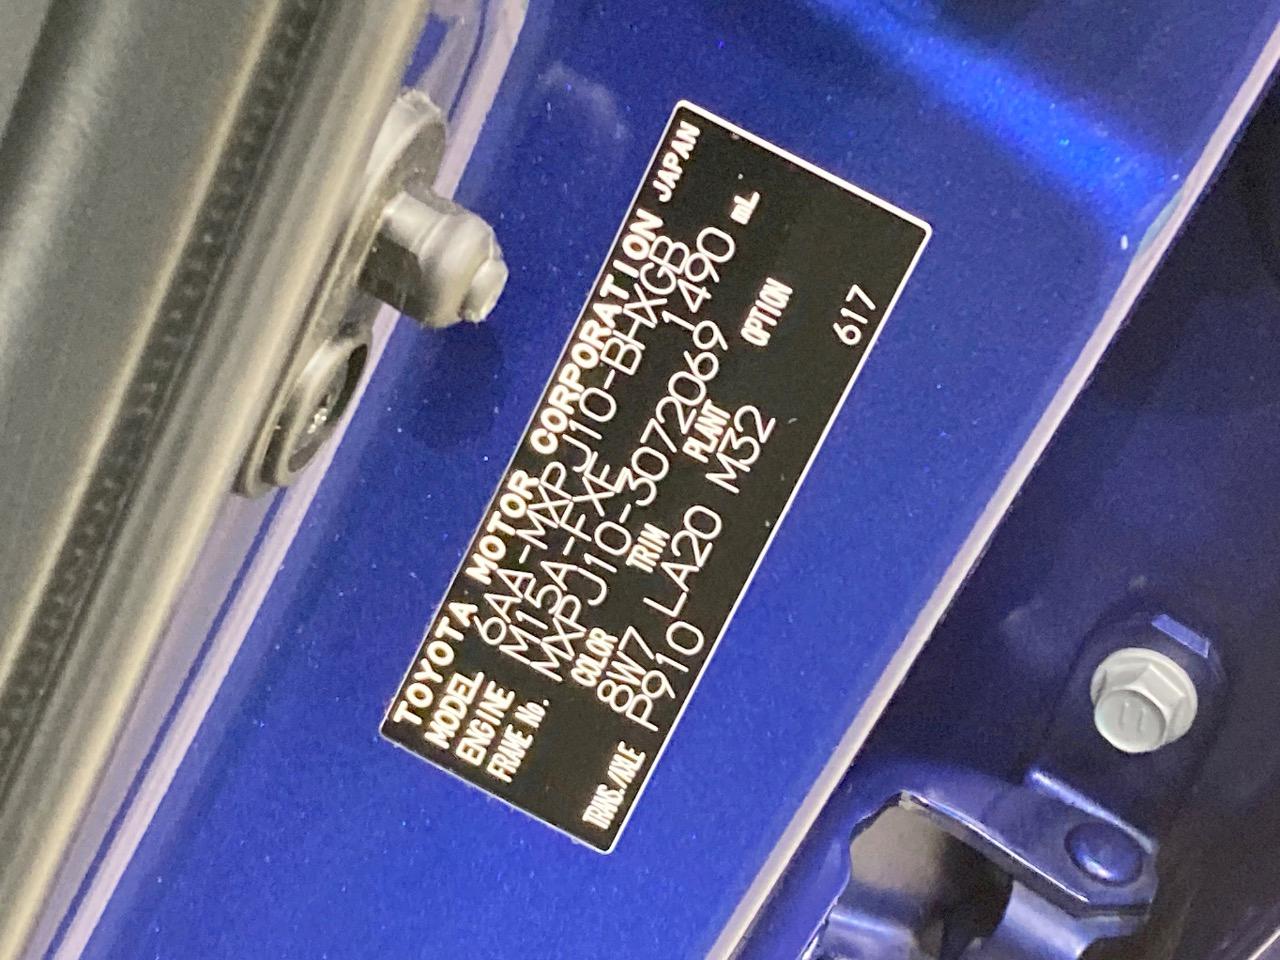 TOYOTA MOTOR CORPORATION JAPAN
MODEL 6AA-MXPJ10-BHXGB
ENGINE M15A-FXE 1490 mL
FRAME No. MXPJ10-3072069
COLOR TRIM PLANT OPTION
8W7 LA20 M32
TRANS./AXLE P910 617